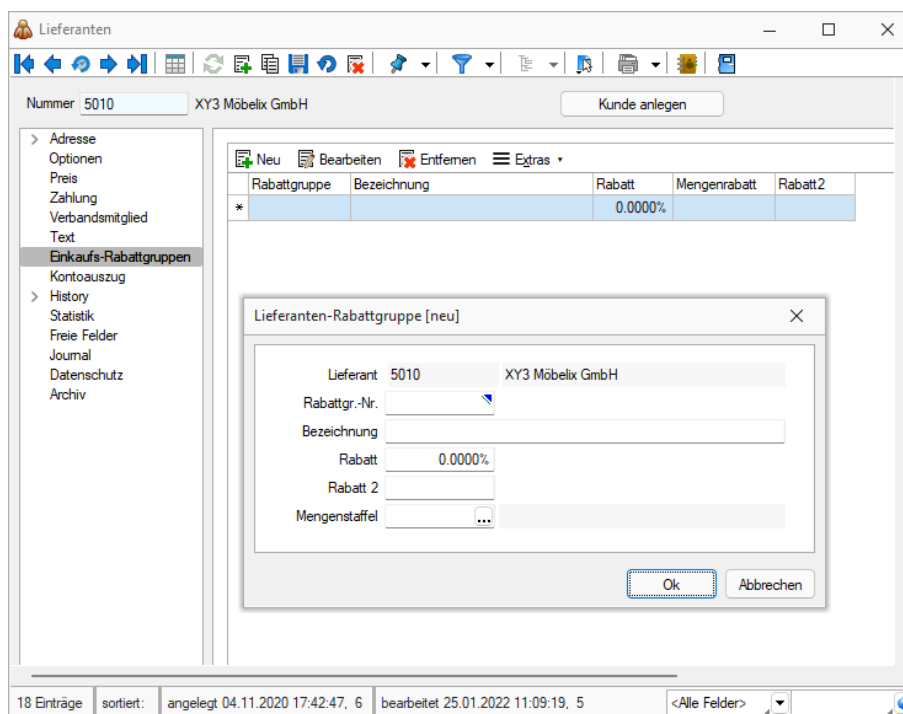 Lieferanten
Nummer 5010 XY3 Möbelix GmbH Kunde anlegen
Adresse
Optionen
Preis
Zahlung
Verbandsmitglied
Text
Einkaufs-Rabattgruppen
Kontoauszug
History
Statistik
Freie Felder
Journal
Datenschutz
Archiv
Neu Bearbeiten Entfernen Extras
Rabattgruppe Bezeichnung Rabatt Mengenrabatt Rabatt2
* 0.0000%
Lieferanten-Rabattgruppe [neu]
Lieferant 5010 XY3 Möbelix GmbH
Rabattgr.-Nr.
Bezeichnung
Rabatt 0.0000%
Rabatt 2
Mengenstaffel ...
Ok Abbrechen
18 Einträge sortiert: angelegt 04.11.2020 17:42:47, 6 bearbeitet 25.01.2022 11:09:19, 5 <Alle Felder>